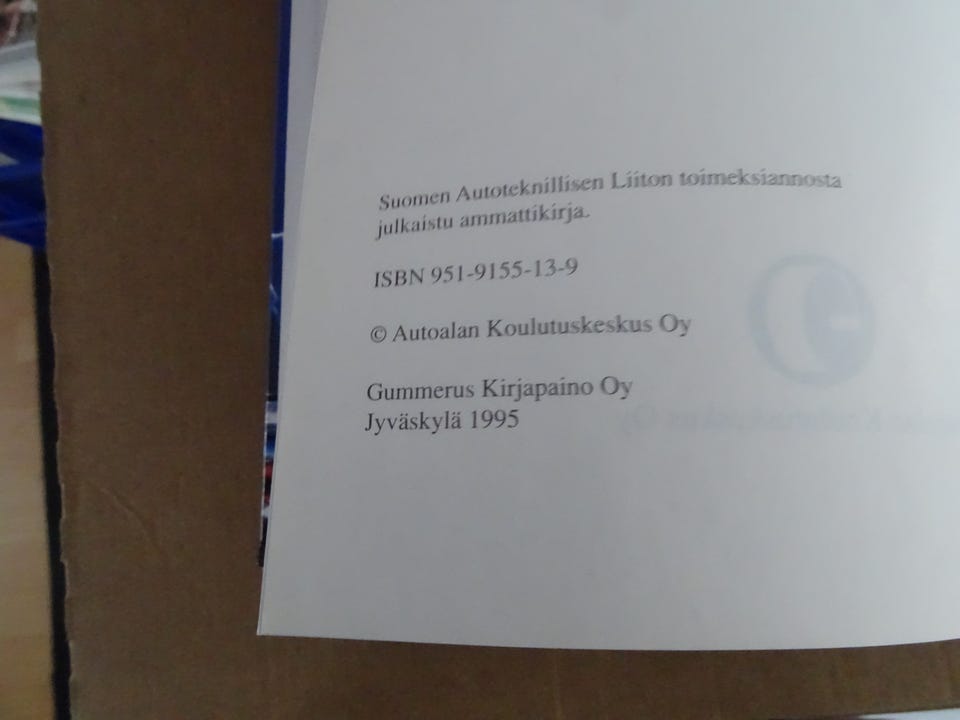 Suomen Autoteknillisen Liiton toimeksiannosta
julkaistu ammattikirja.
ISBN 951-9155-13-9
© Autoalan Koulutuskeskus Oy
Gummerus Kirjapaino Oy
Jyväskylä 1995